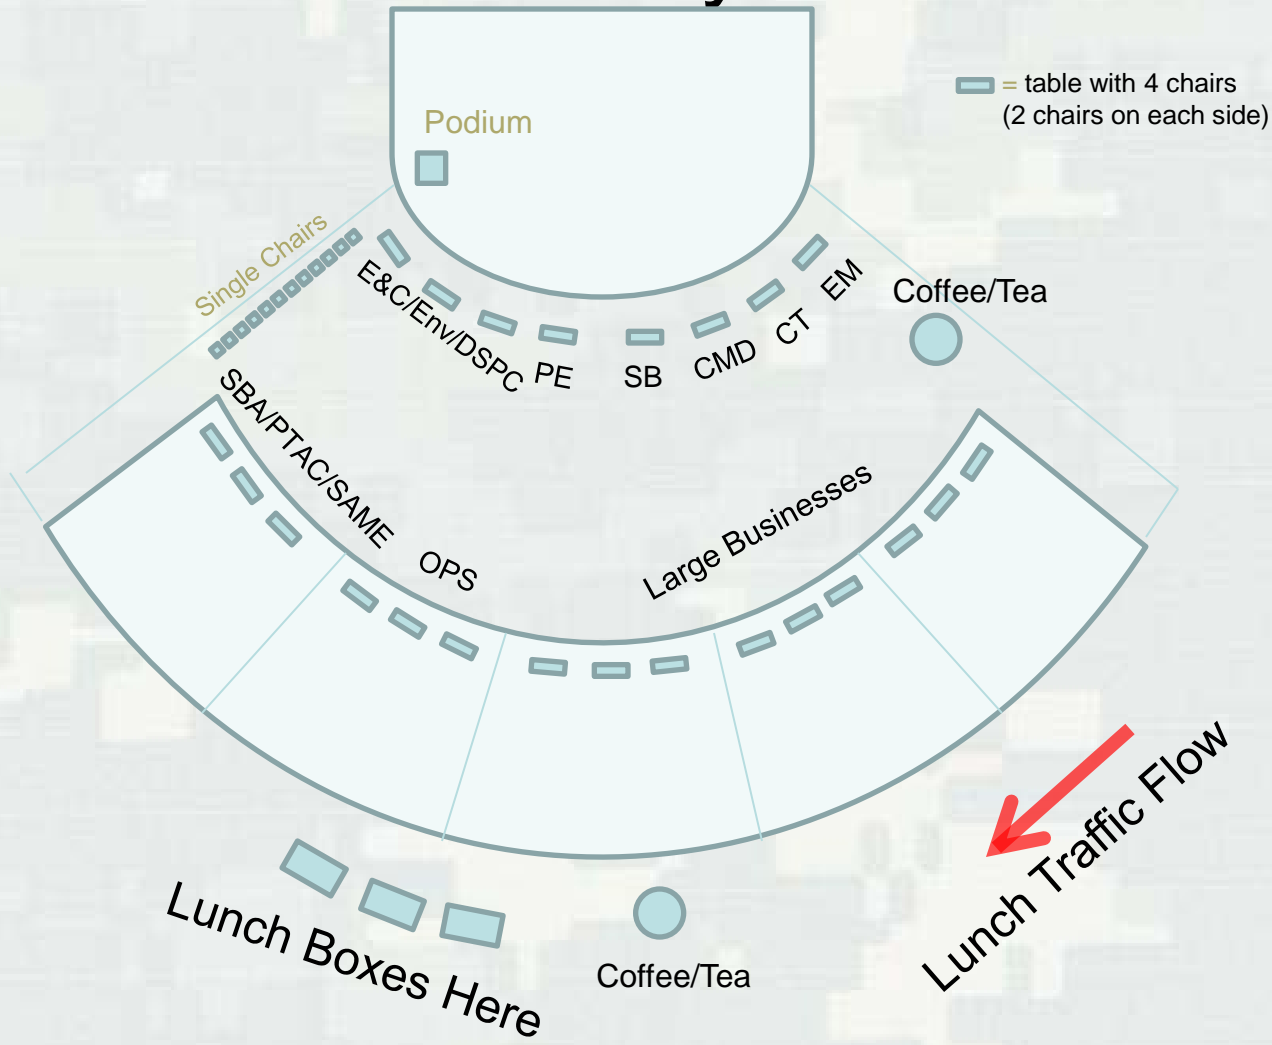 = table with 4 chairs
(2 chairs on each side)
Podium
Single Chairs
E&C/Env/DSPC
PE
SB
CMD
CT
EM
Coffee/Tea
SBA/PTAC/SAME
OPS
Large Businesses
Lunch Traffic Flow
Lunch Boxes Here
Coffee/Tea